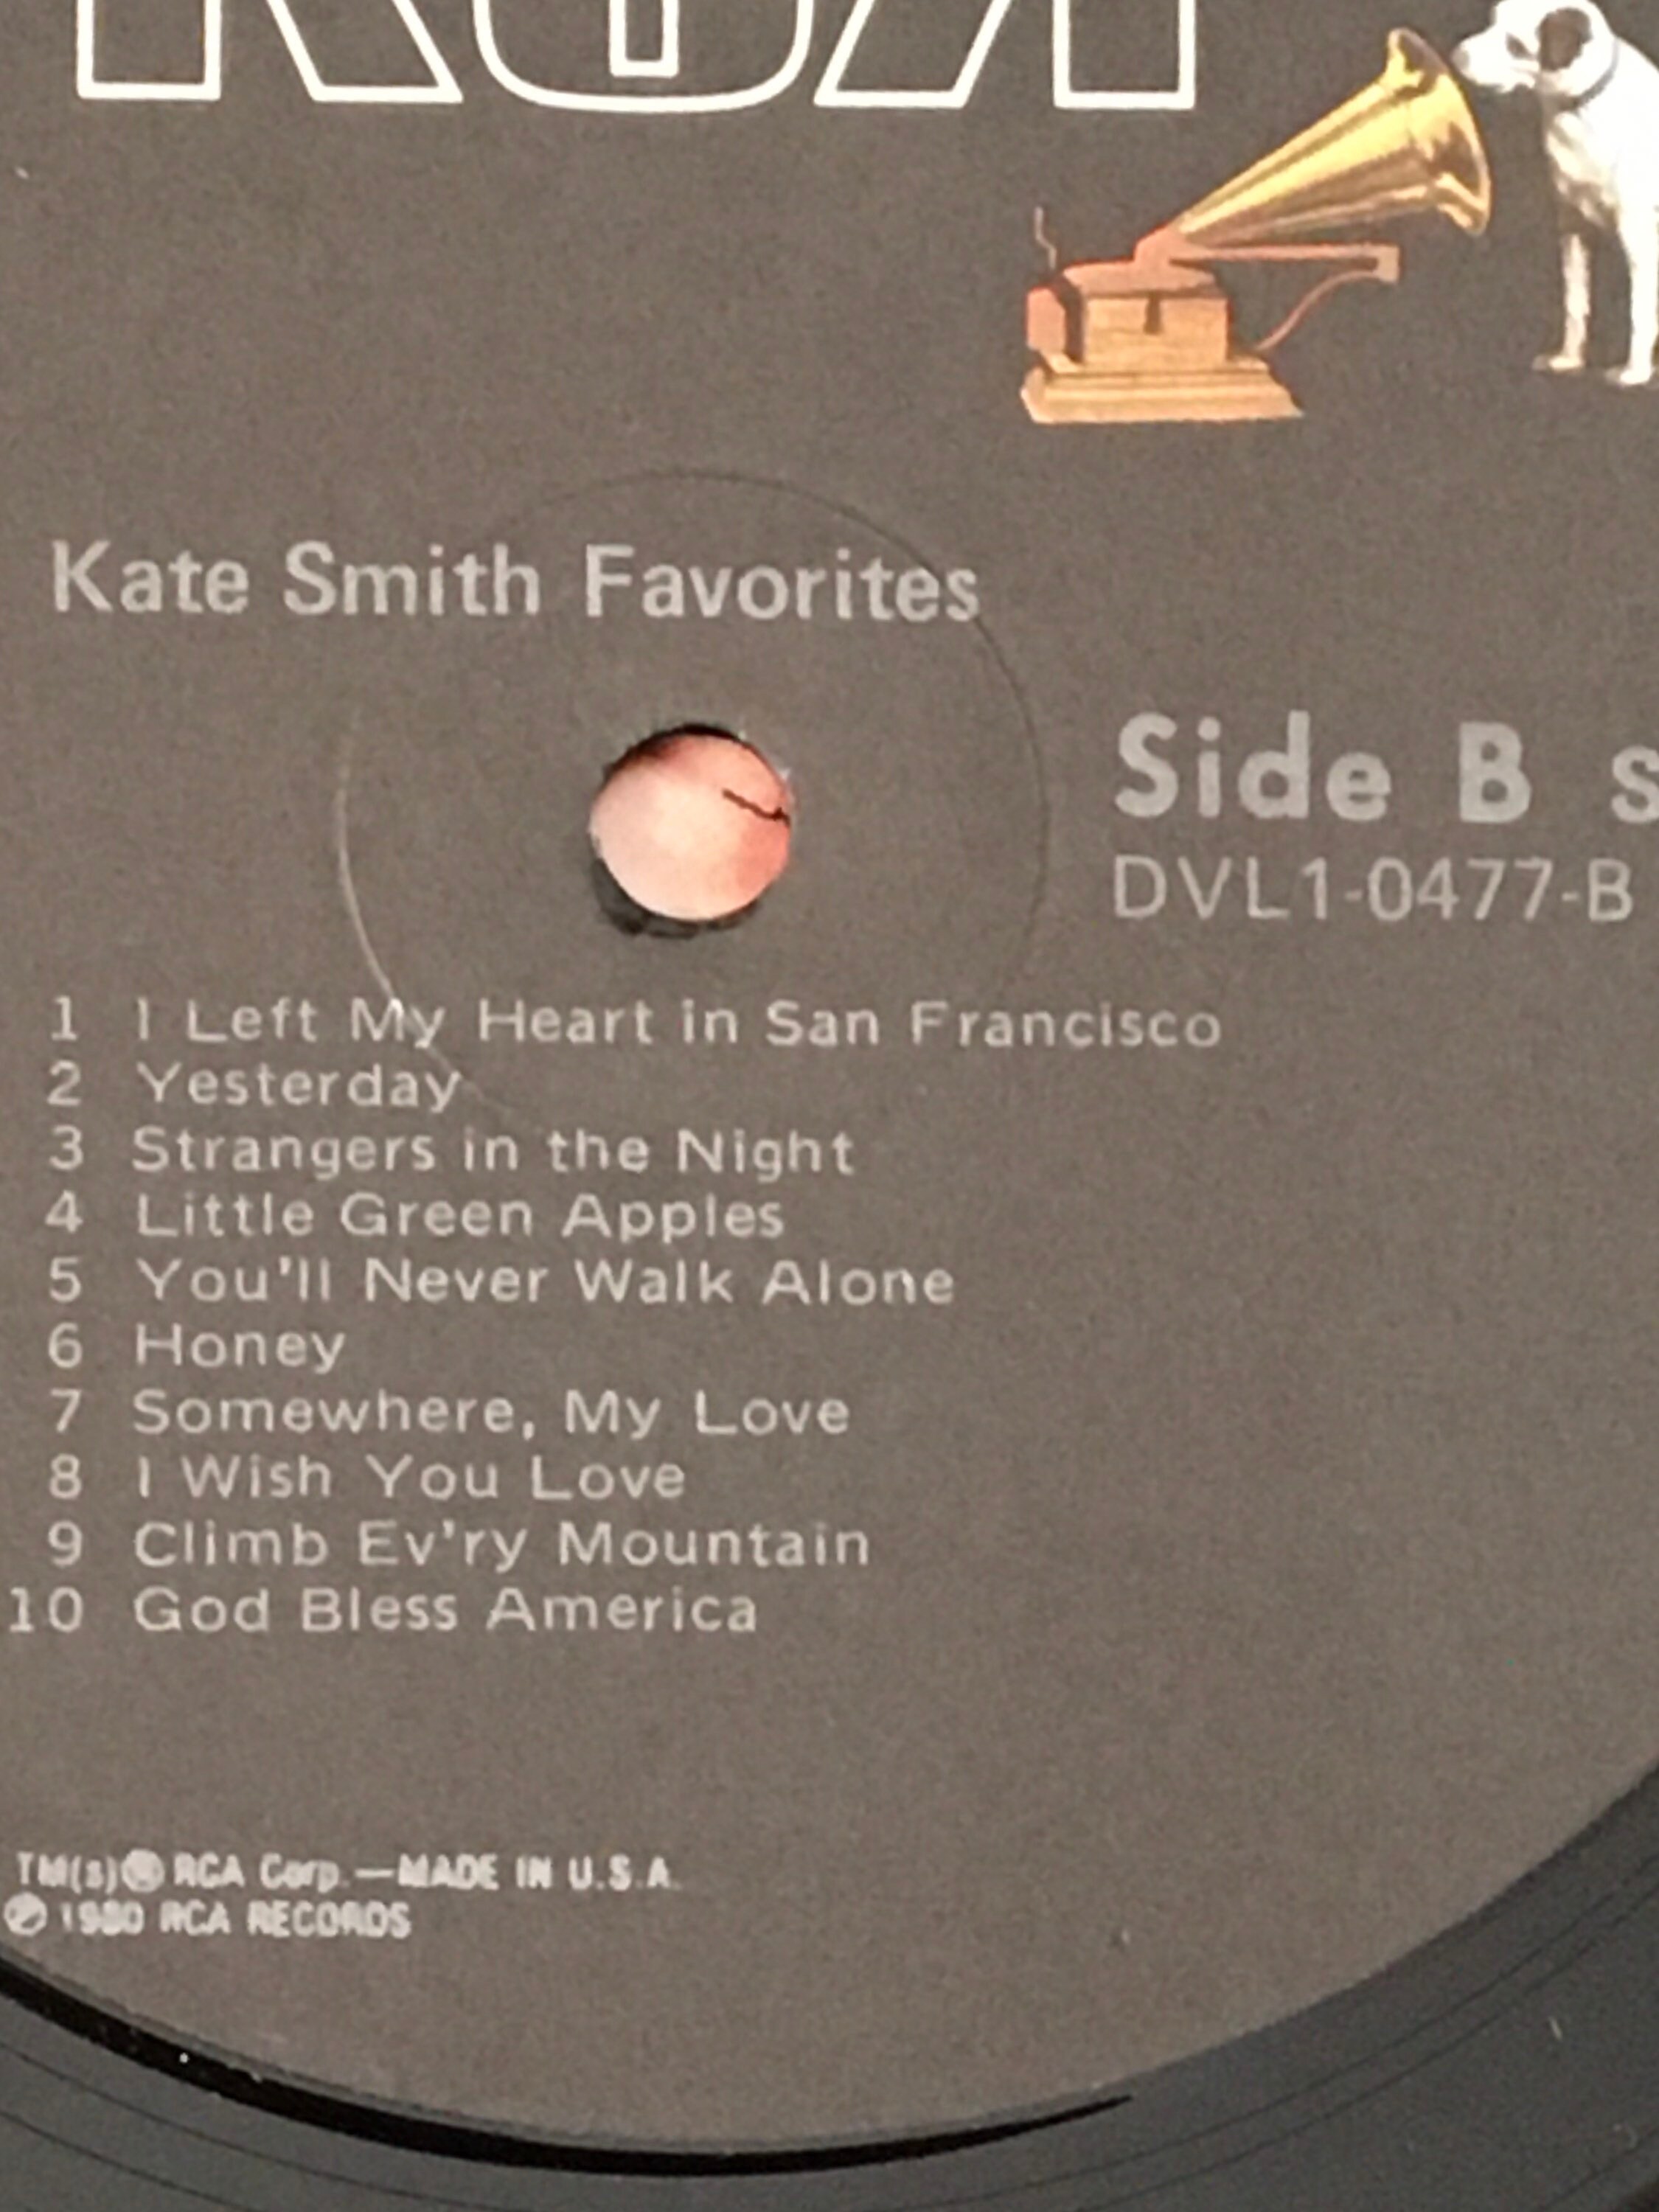 RCA
Kate Smith Favorites
Side B s
DVL1-0477-B
1 I Left My Heart in San Francisco
2 Yesterday
3 Strangers in the Night
4 Little Green Apples
5 You'll Never Walk Alone
6 Honey
7 Somewhere, My Love
8 I Wish You Love
9 Climb Ev'ry Mountain
10 God Bless America
TM(s)® RCA Corp.—MADE IN U.S.A.
℗ 1980 RCA RECORDS